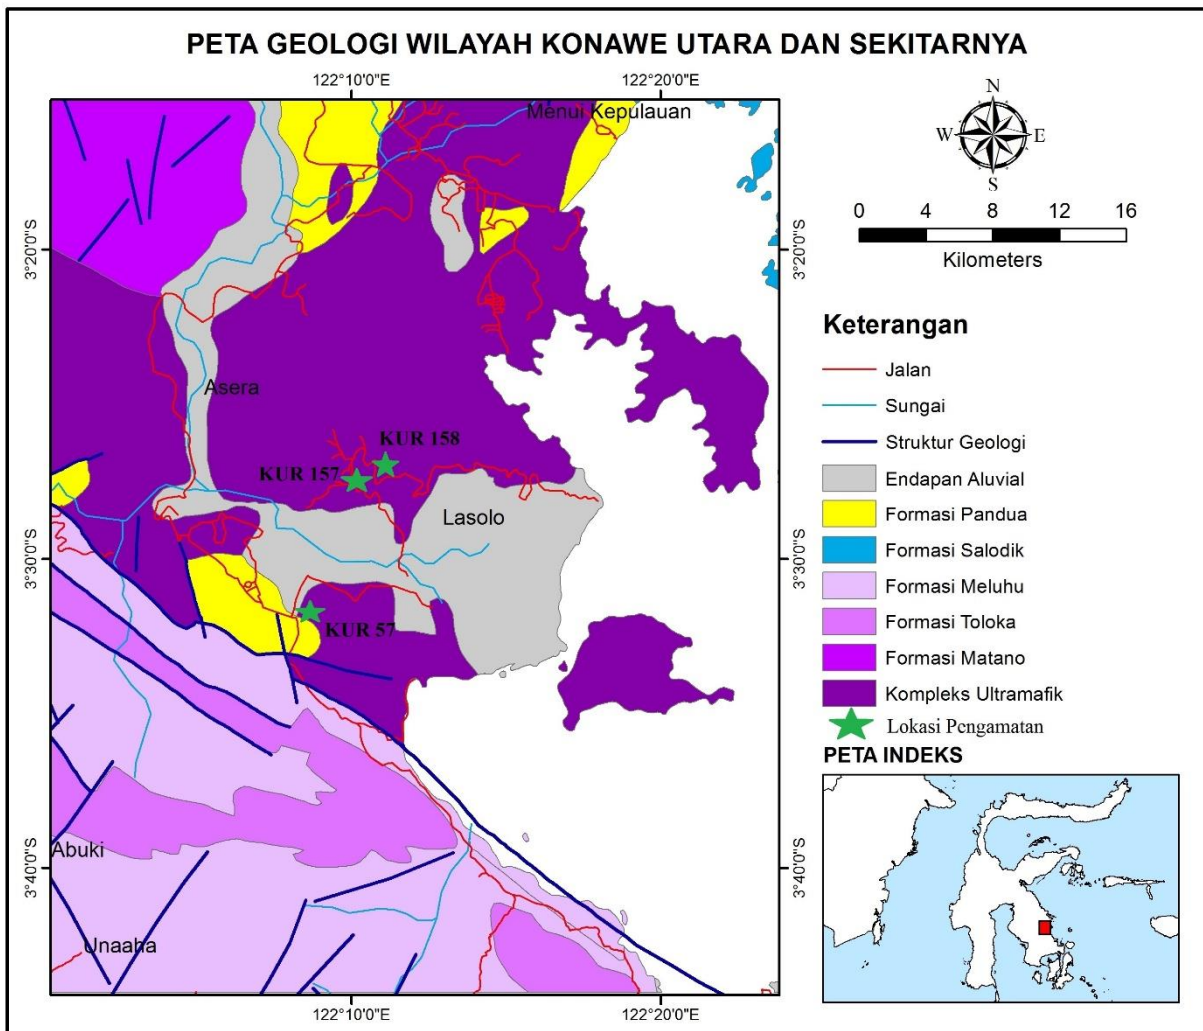 PETA GEOLOGI WILAYAH KONAWE UTARA DAN SEKITARNYA
122°10'0"E
122°20'0"E
3°20'0"S
3°30'0"S
3°40'0"S
Menui Kepulauan
Asera
KUR 158
KUR 157
Lasolo
KUR 57
Abuki
Unaaha
3°20'0"S
3°30'0"S
3°40'0"S
122°10'0"E
122°20'0"E
N
W E
S
0 4 8 12 16
Kilometers
Keterangan
Jalan
Sungai
Struktur Geologi
Endapan Aluvial
Formasi Pandua
Formasi Salodik
Formasi Meluhu
Formasi Toloka
Formasi Matano
Kompleks Ultramafik
Lokasi Pengamatan
PETA INDEKS